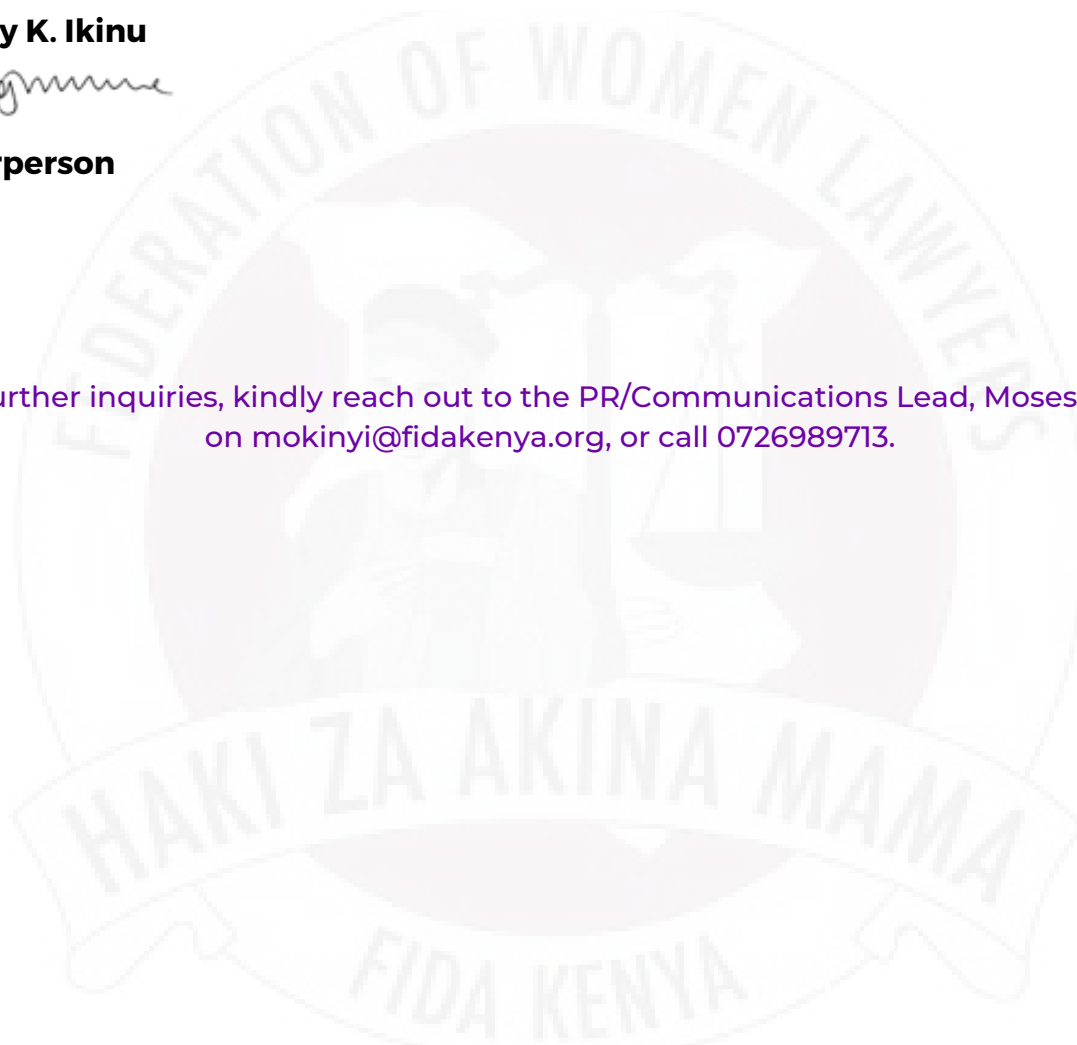 y K. Ikinu
rperson
FEDERATION OF WOMEN LAWYERS
urther inquiries, kindly reach out to the PR/Communications Lead, Moses
on mokinyi@fidakenya.org, or call 0726989713.
HAKI ZA AKINA MAMA
FIDA KENYA